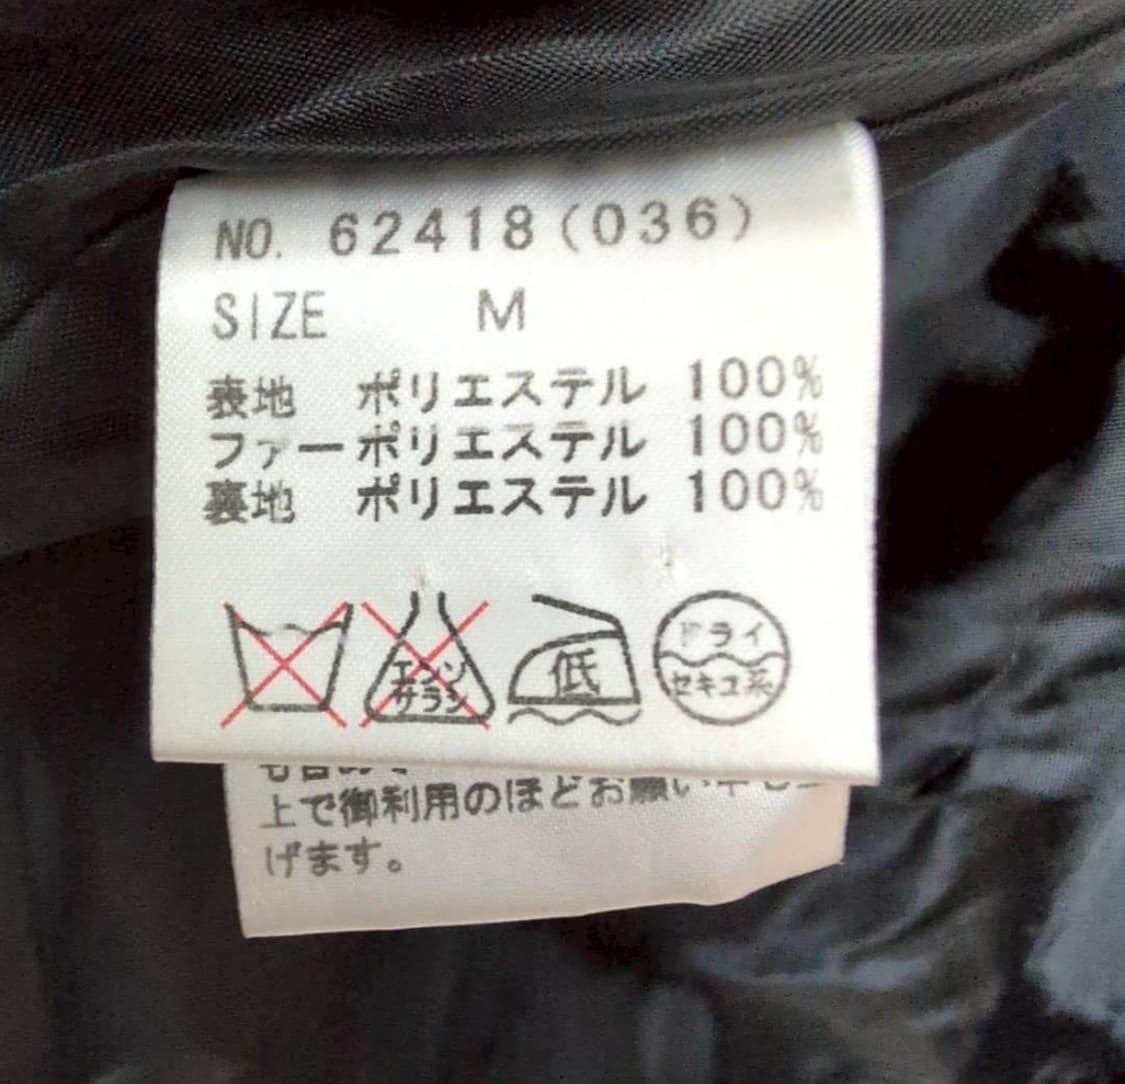 NO. 62418(036)
SIZE M
表地 ポリエステル 100%
ファーポリエステル 100%
裏地 ポリエステル 100%
エンソ
サラシ
低
ドライ
セキユ系
上で御利用のほどお願い申し上
げます。